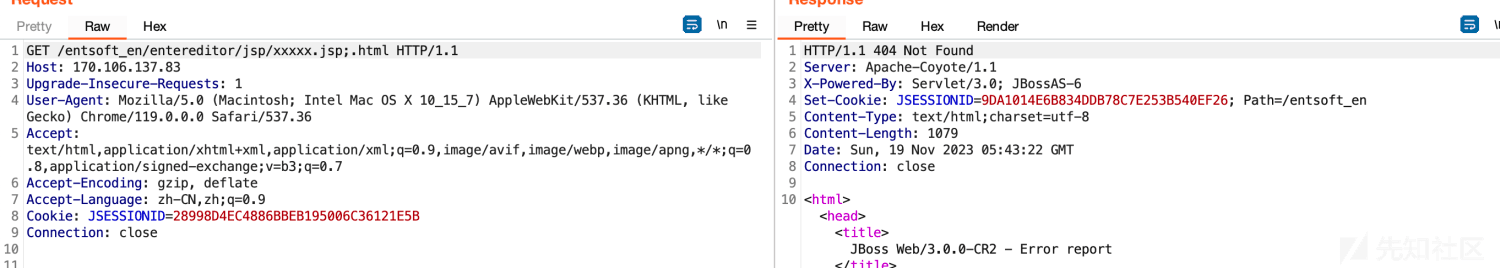 Request
Pretty Raw Hex
\n
1 GET /entsoft_en/entereditor/jsp/xxxxx.jsp;.html HTTP/1.1
2 Host: 170.106.137.83
3 Upgrade-Insecure-Requests: 1
4 User-Agent: Mozilla/5.0 (Macintosh; Intel Mac OS X 10_15_7) AppleWebKit/537.36 (KHTML, like
Gecko) Chrome/119.0.0.0 Safari/537.36
5 Accept:
text/html,application/xhtml+xml,application/xml;q=0.9,image/avif,image/webp,image/apng,*/*;q=0
.8,application/signed-exchange;v=b3;q=0.7
6 Accept-Encoding: gzip, deflate
7 Accept-Language: zh-CN,zh;q=0.9
8 Cookie: JSESSIONID=28998D4EC4886BBEB195006C36121E5B
9 Connection: close
10
11
Response
Pretty Raw Hex Render
\n
1 HTTP/1.1 404 Not Found
2 Server: Apache-Coyote/1.1
3 X-Powered-By: Servlet/3.0; JBossAS-6
4 Set-Cookie: JSESSIONID=9DA1014E6B834DDB78C7E253B540EF26; Path=/entsoft_en
5 Content-Type: text/html;charset=utf-8
6 Content-Length: 1079
7 Date: Sun, 19 Nov 2023 05:43:22 GMT
8 Connection: close
9
10 <html>
<head>
<title>
JBoss Web/3.0.0-CR2 - Error report
</title>
先知社区